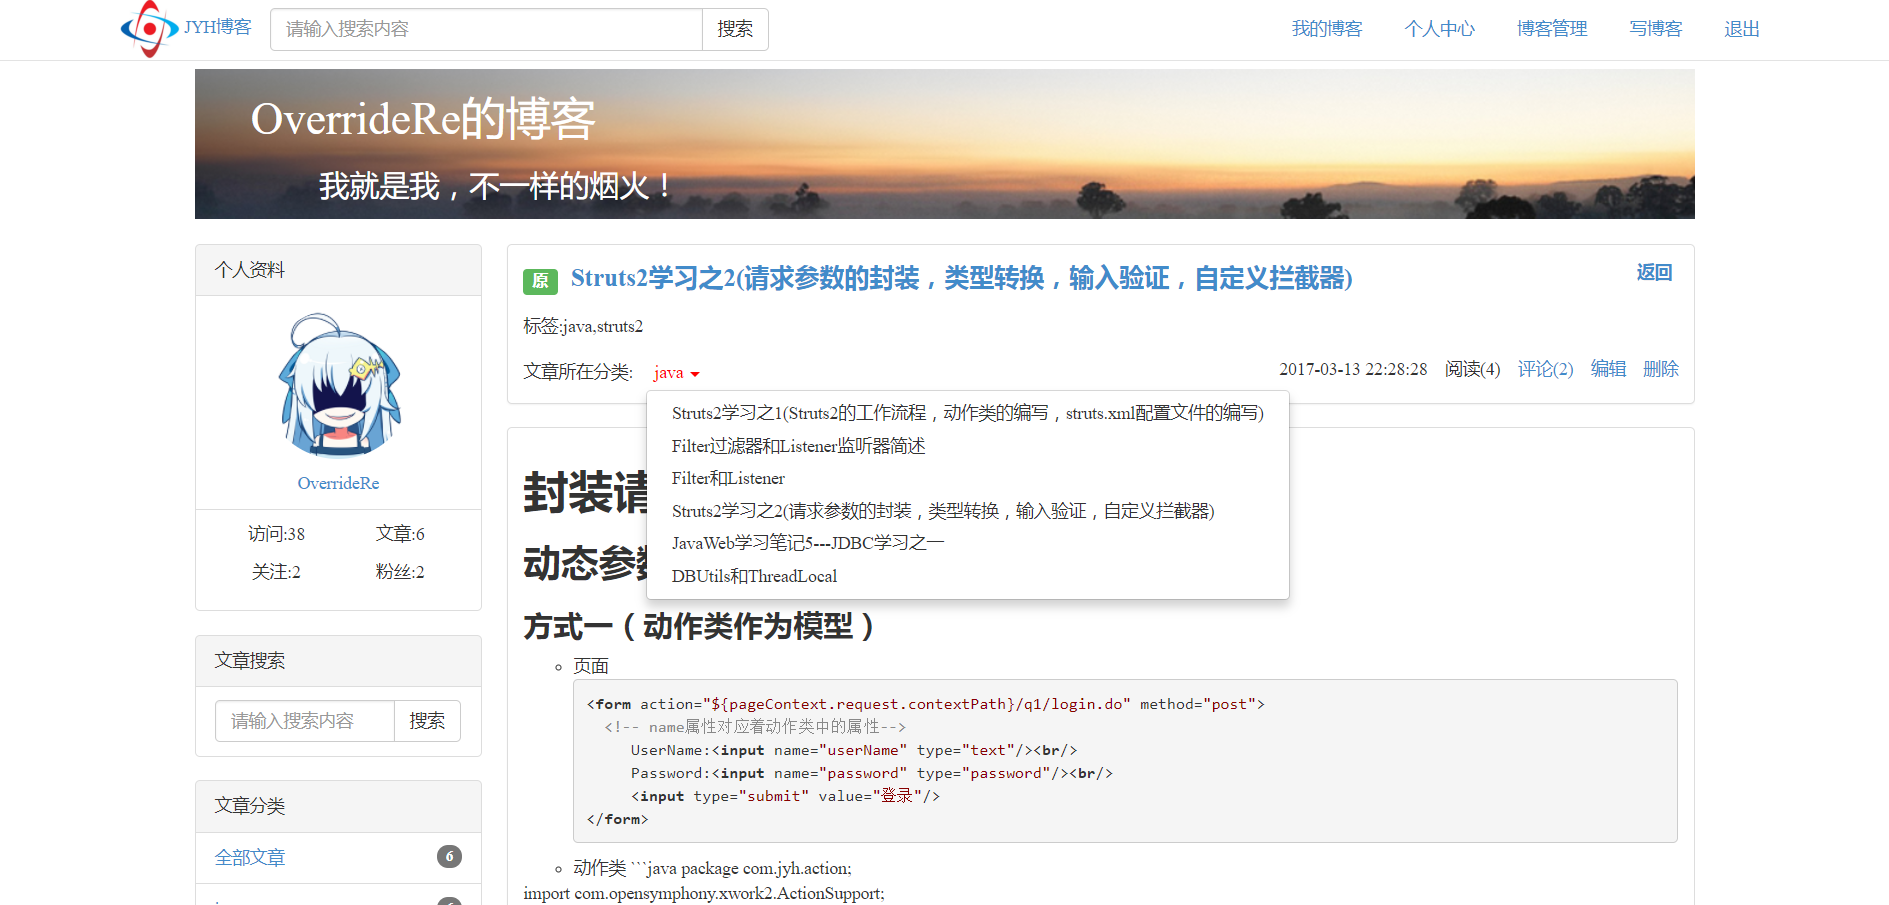 JYH博客
请输入搜索内容
搜索
我的博客
个人中心
博客管理
写博客
退出
OverrideRe的博客
我就是我，不一样的烟火！
个人资料
OverrideRe
访问:38
文章:6
关注:2
粉丝:2
文章搜索
请输入搜索内容
搜索
文章分类
全部文章
6
原
Struts2学习之2(请求参数的封装，类型转换，输入验证，自定义拦截器)
返回
标签:java,struts2
文章所在分类:
java
2017-03-13 22:28:28
阅读(4)
评论(2)
编辑
删除
Struts2学习之1(Struts2的工作流程，动作类的编写，struts.xml配置文件的编写)
Filter过滤器和Listener监听器简述
Filter和Listener
Struts2学习之2(请求参数的封装，类型转换，输入验证，自定义拦截器)
JavaWeb学习笔记5---JDBC学习之一
DBUtils和ThreadLocal
封装请
动态参数
方式一（动作类作为模型）
页面
<form action="${pageContext.request.contextPath}/q1/login.do" method="post">
<!-- name属性对应着动作类中的属性-->
UserName:<input name="userName" type="text"/><br/>
Password:<input name="password" type="password"/><br/>
<input type="submit" value="登录"/>
</form>
动作类 ```java package com.jyh.action;
import com.opensymphony.xwork2.ActionSupport;